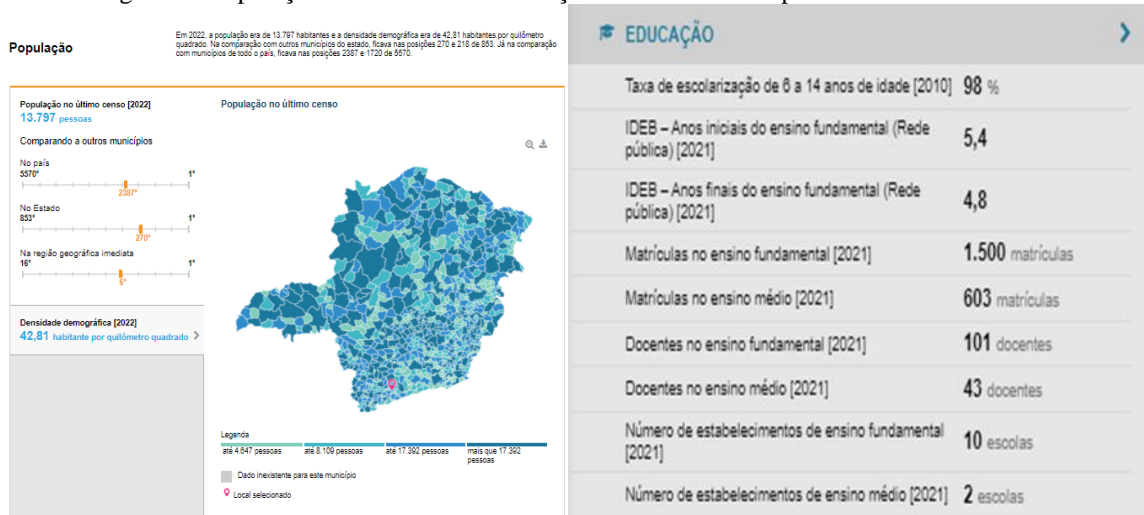 População
Em 2022, a população era de 13.797 habitantes e a densidade demográfica era de 42,81 habitantes por quilômetro
quadrado. Na comparação com outros municípios do estado, ficava nas posições 270 e 218 de 853. Já na comparação
com municípios de todo o país, ficava nas posições 2387 e 1720 de 5570.
População no último censo [2022]
13.797 pessoas
Comparando a outros municípios
No país
5570° 1°
2387°
No Estado
853° 1°
270°
Na região geográfica imediata
16° 1°
6°
Densidade demográfica [2022]
42,81 habitante por quilômetro quadrado
População no último censo
Legenda
até 4.647 pessoas até 8.109 pessoas até 17.392 pessoas mais que 17.392
pessoas
Dado inexistente para este município
Local selecionado
EDUCAÇÃO
Taxa de escolarização de 6 a 14 anos de idade [2010] 98 %
IDEB – Anos iniciais do ensino fundamental (Rede
pública) [2021] 5,4
IDEB – Anos finais do ensino fundamental (Rede
pública) [2021] 4,8
Matrículas no ensino fundamental [2021] 1.500 matrículas
Matrículas no ensino médio [2021] 603 matrículas
Docentes no ensino fundamental [2021] 101 docentes
Docentes no ensino médio [2021] 43 docentes
Número de estabelecimentos de ensino fundamental
[2021] 10 escolas
Número de estabelecimentos de ensino médio [2021] 2 escolas